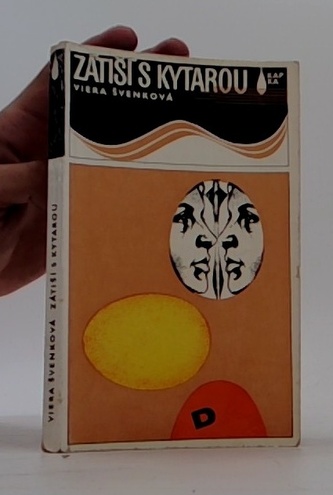 ZÁTIŠÍ S KYTAROU
KAP
KA
VIERA ŠVENKOVÁ
VIERA ŠVENKOVÁ ZÁTIŠÍ S KYTAROU
D